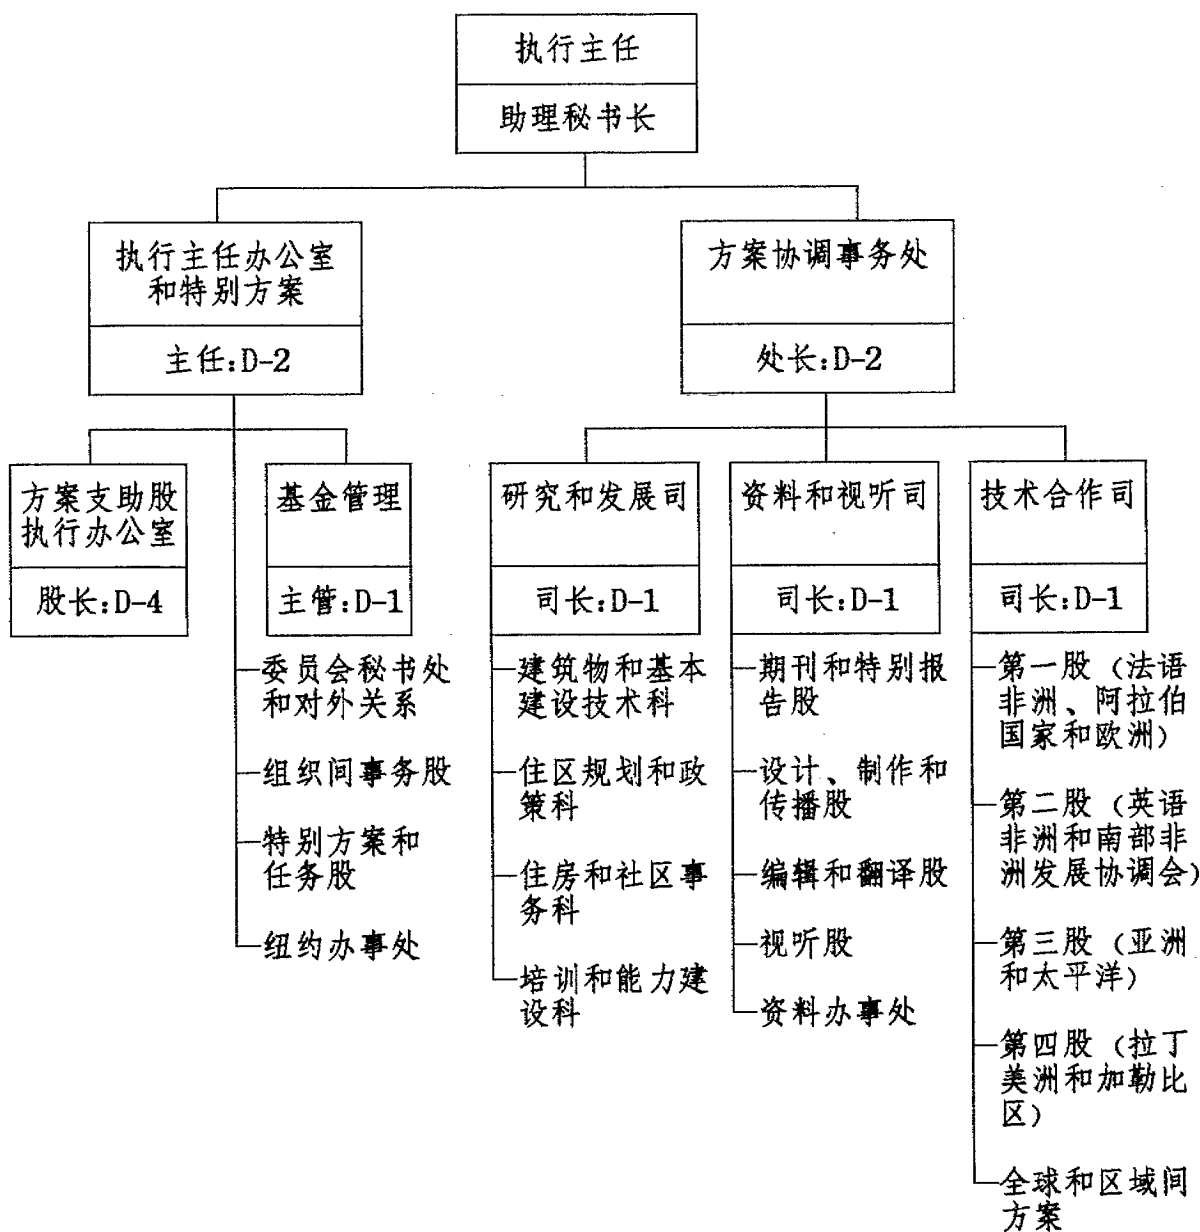 执行主任
助理秘书长
执行主任办公室
和特别方案
主任:D-2
方案协调事务处
处长:D-2
方案支助股
执行办公室
股长:D-4
基金管理
主管:D-1
委员会秘书处
和对外关系
组织间事务股
特别方案和
任务股
纽约办事处
研究和发展司
司长:D-1
建筑物和基本
建设技术科
住区规划和政
策科
住房和社区事
务科
培训和能力建
设科
资料和视听司
司长:D-1
期刊和特别报
告股
设计、制作和
传播股
编辑和翻译股
视听股
资料办事处
技术合作司
司长:D-1
第一股（法语
非洲、阿拉伯
国家和欧洲）
第二股（英语
非洲和南部非
洲发展协调会）
第三股（亚洲
和太平洋）
第四股（拉丁
美洲和加勒比
区）
全球和区域间
方案